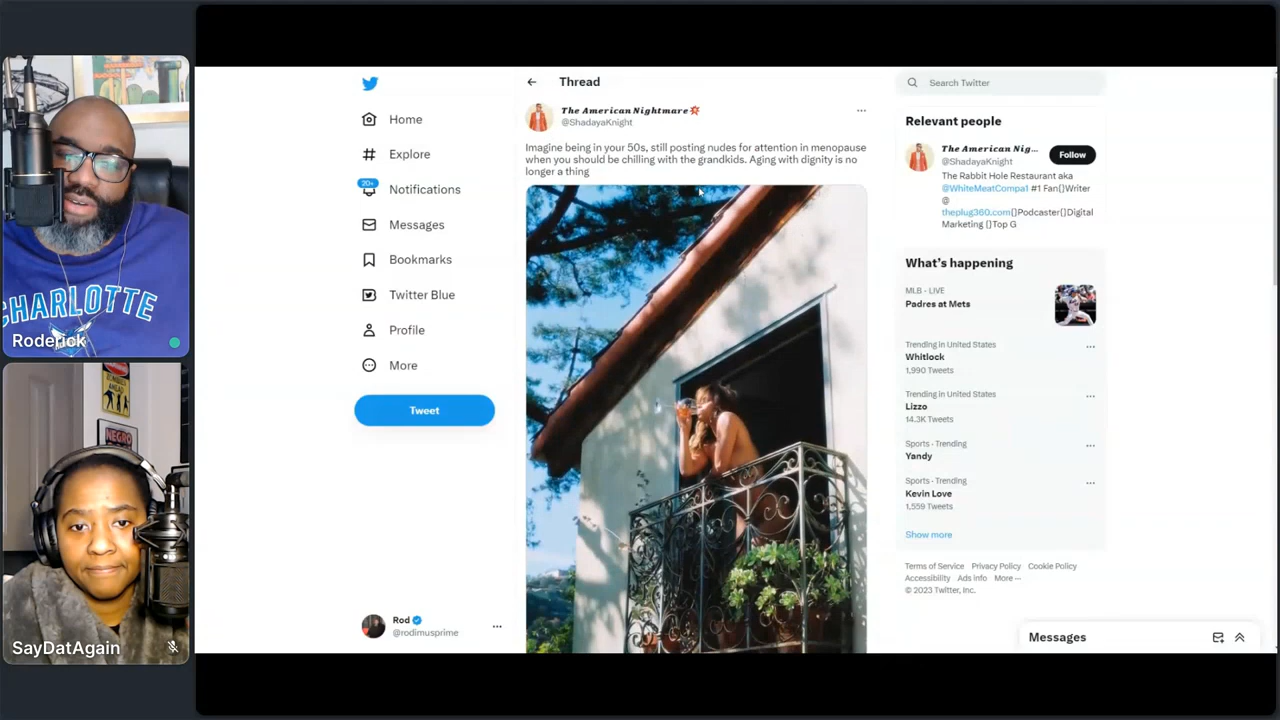 CHARLOTTE
Roderick
NEGRO
SayDatAgain
Home
Explore
20+
Notifications
Messages
Bookmarks
Twitter Blue
Profile
More
Tweet
Rod
@rodimusprime
Thread
The American Nightmare
@ShadayaKnight
Imagine being in your 50s, still posting nudes for attention in menopause
when you should be chilling with the grandkids. Aging with dignity is no
longer a thing
Search Twitter
Relevant people
The American Nig...
@ShadayaKnight
Follow
The Rabbit Hole Restaurant aka
@WhiteMeatCompa1 #1 Fan{}Writer
@
theplug360.com{}Podcaster{}Digital
Marketing {}Top G
What's happening
MLB - LIVE
Padres at Mets
Trending in United States
Whitlock
1,990 Tweets
Trending in United States
Lizzo
14.3K Tweets
Sports - Trending
Yandy
Sports - Trending
Kevin Love
1,559 Tweets
Show more
Terms of Service Privacy Policy Cookie Policy
Accessibility Ads info More ...
© 2023 Twitter, Inc.
Messages